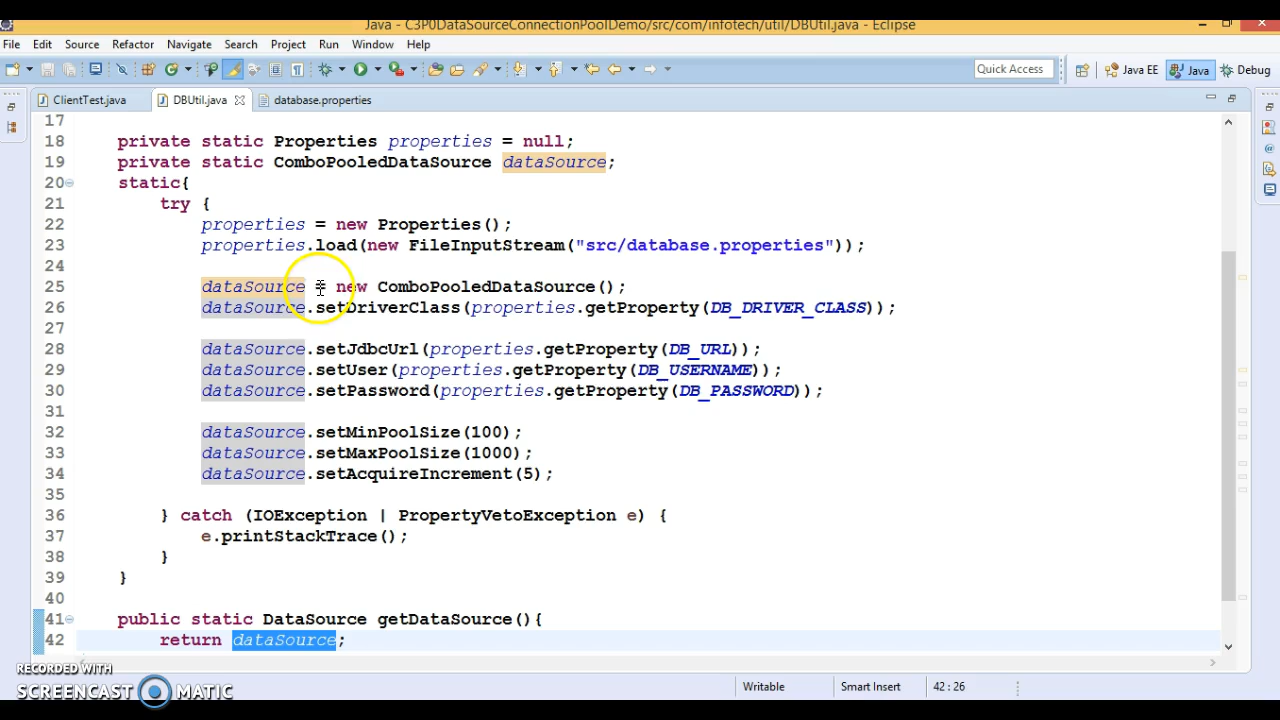 Java - C3P0DataSourceConnectionPoolDemo/src/com/infotech/util/DBUtil.java - Eclipse
File Edit Source Refactor Navigate Search Project Run Window Help
Quick Access Java EE Java Debug
ClientTest.java DBUtil.java database.properties
17
18 private static Properties properties = null;
19 private static ComboPooledDataSource dataSource;
20 static{
21 try {
22 properties = new Properties();
23 properties.load(new FileInputStream("src/database.properties"));
24
25 dataSource = new ComboPooledDataSource();
26 dataSource.setDriverClass(properties.getProperty(DB_DRIVER_CLASS));
27
28 dataSource.setJdbcUrl(properties.getProperty(DB_URL));
29 dataSource.setUser(properties.getProperty(DB_USERNAME));
30 dataSource.setPassword(properties.getProperty(DB_PASSWORD));
31
32 dataSource.setMinPoolSize(100);
33 dataSource.setMaxPoolSize(1000);
34 dataSource.setAcquireIncrement(5);
35
36 } catch (IOException | PropertyVetoException e) {
37 e.printStackTrace();
38 }
39 }
40
41 public static DataSource getDataSource(){
42 return dataSource;
RECORDED WITH
SCREENCAST MATIC
Writable Smart Insert 42 : 26